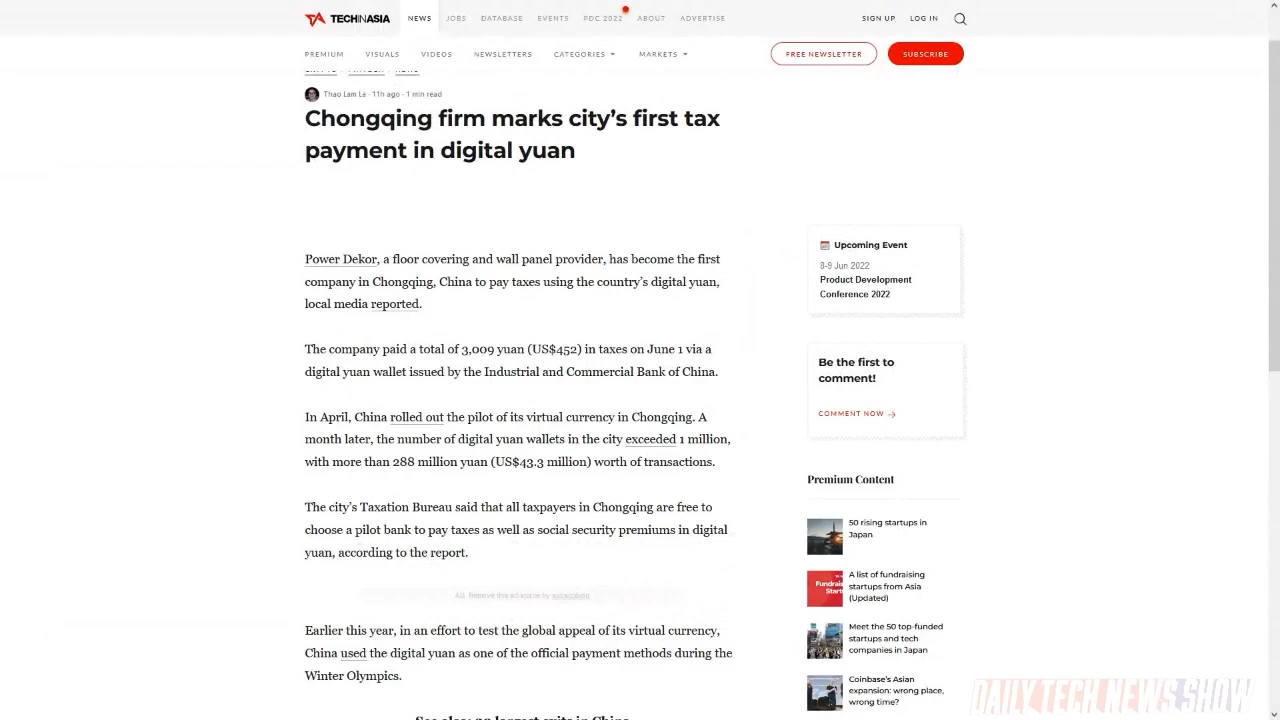 TECHINASIA
NEWS JOBS DATABASE EVENTS PDC 2022 ABOUT ADVERTISE
SIGN UP LOG IN
PREMIUM VISUALS VIDEOS NEWSLETTERS CATEGORIES MARKETS
FREE NEWSLETTER SUBSCRIBE
Thao Lam La · 11h ago · 1 min read
Chongqing firm marks city's first tax
payment in digital yuan
Power Dekor, a floor covering and wall panel provider, has become the first
company in Chongqing, China to pay taxes using the country's digital yuan,
local media reported.
The company paid a total of 3,009 yuan (US$452) in taxes on June 1 via a
digital yuan wallet issued by the Industrial and Commercial Bank of China.
In April, China rolled out the pilot of its virtual currency in Chongqing. A
month later, the number of digital yuan wallets in the city exceeded 1 million,
with more than 288 million yuan (US$43.3 million) worth of transactions.
The city's Taxation Bureau said that all taxpayers in Chongqing are free to
choose a pilot bank to pay taxes as well as social security premiums in digital
yuan, according to the report.
AD. Remove this ad space by subscribing
Earlier this year, in an effort to test the global appeal of its virtual currency,
China used the digital yuan as one of the official payment methods during the
Winter Olympics.
Upcoming Event
8-9 Jun 2022
Product Development
Conference 2022
Be the first to
comment!
COMMENT NOW
Premium Content
50 rising startups in
Japan
A list of fundraising
startups from Asia
(Updated)
Meet the 50 top-funded
startups and tech
companies in Japan
Coinbase's Asian
expansion: wrong place,
wrong time?
DAILY TECH NEWS SHOW